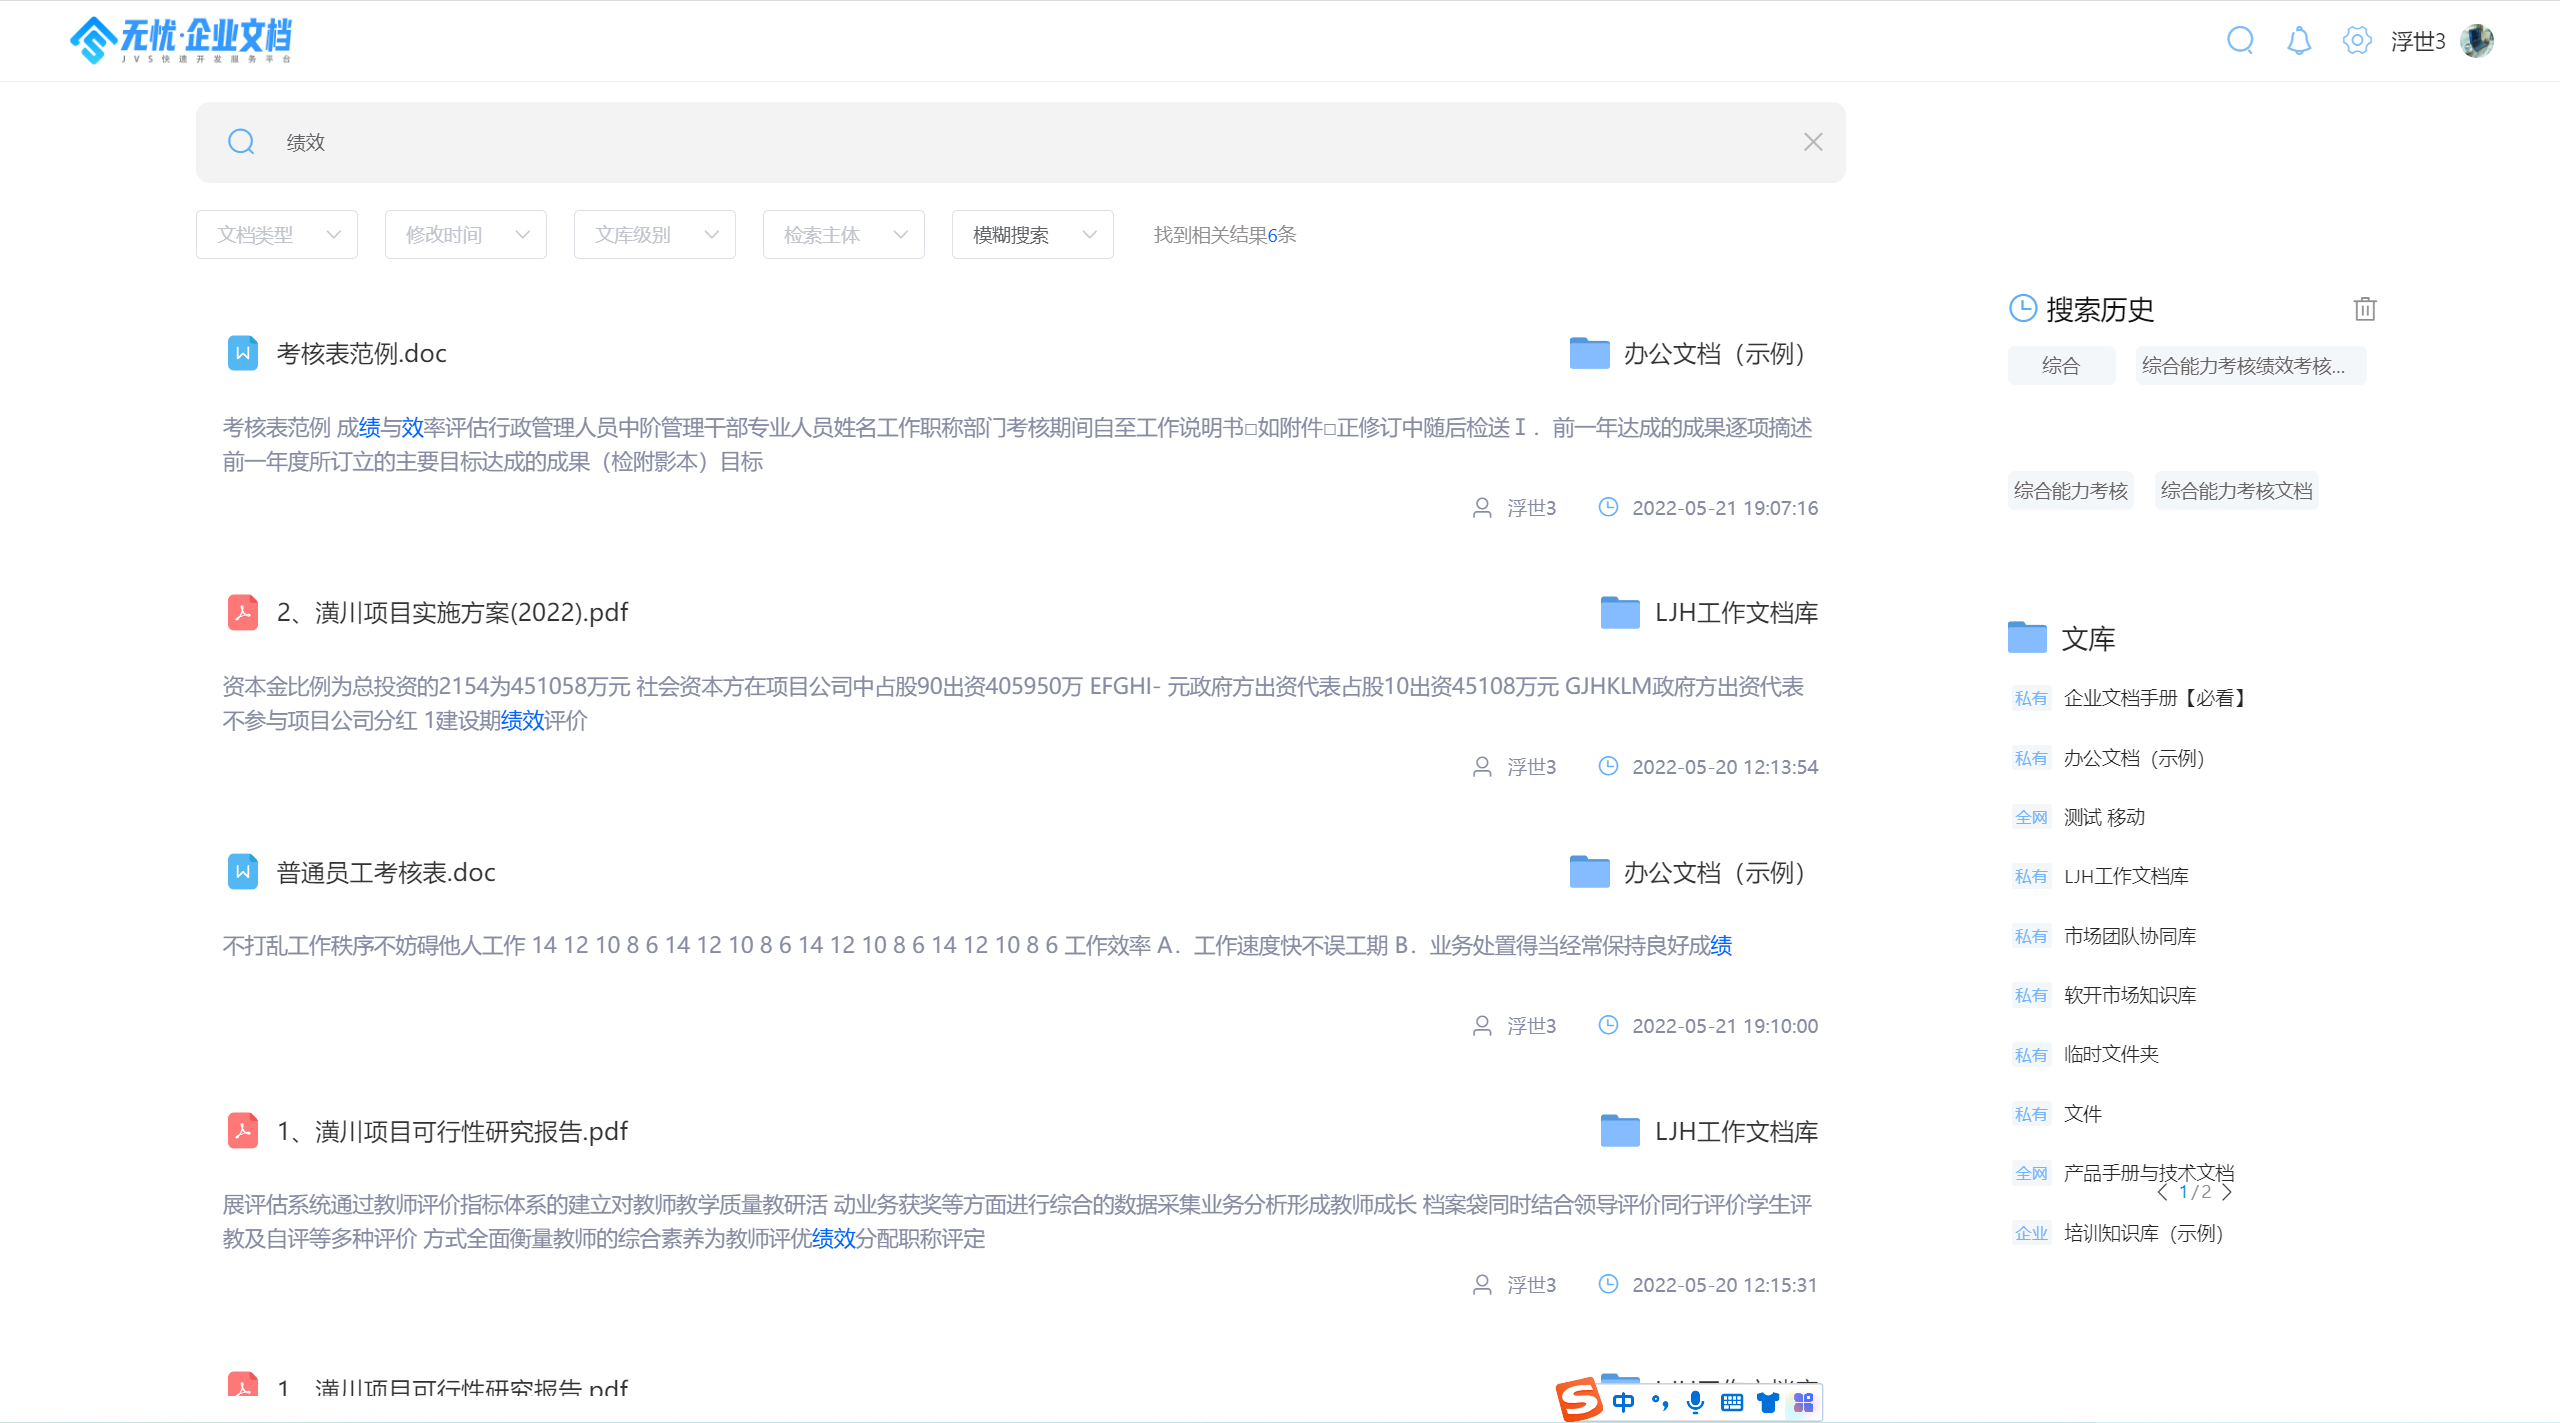 无忧·企业文档
JVS快速开发服务平台
浮世3
绩效
文档类型 修改时间 文库级别 检索主体 模糊搜索 找到相关结果6条
考核表范例.doc 办公文档（示例）
考核表范例 成绩与效率评估行政管理人员中阶管理干部专业人员姓名工作职称部门考核期间自至工作说明书□如附件□正修订中随后检送Ⅰ．前一年达成的成果逐项摘述
前一年度所订立的主要目标达成的成果（检附影本）目标
浮世3 2022-05-21 19:07:16
2、潢川项目实施方案(2022).pdf LJH工作文档库
资本金比例为总投资的2154为451058万元 社会资本方在项目公司中占股90出资405950万 EFGHI- 元政府方出资代表占股10出资45108万元 GJHKLM政府方出资代表
不参与项目公司分红 1建设期绩效评价
浮世3 2022-05-20 12:13:54
普通员工考核表.doc 办公文档（示例）
不打乱工作秩序不妨碍他人工作 14 12 10 8 6 14 12 10 8 6 14 12 10 8 6 14 12 10 8 6 工作效率 A．工作速度快不误工期 B．业务处置得当经常保持良好成绩
浮世3 2022-05-21 19:10:00
1、潢川项目可行性研究报告.pdf LJH工作文档库
展评估系统通过教师评价指标体系的建立对教师教学质量教研活 动业务获奖等方面进行综合的数据采集业务分析形成教师成长 档案袋同时结合领导评价同行评价学生评
教及自评等多种评价 方式全面衡量教师的综合素养为教师评优绩效分配职称评定
浮世3 2022-05-20 12:15:31
1、潢川项目可行性研究报告.pdf LJH工作文档库
中
搜索历史
综合 综合能力考核绩效考核...
综合能力考核 综合能力考核文档
文库
私有 企业文档手册【必看】
私有 办公文档（示例）
全网 测试 移动
私有 LJH工作文档库
私有 市场团队协同库
私有 软开市场知识库
私有 临时文件夹
私有 文件
全网 产品手册与技术文档
1/2
企业 培训知识库（示例）